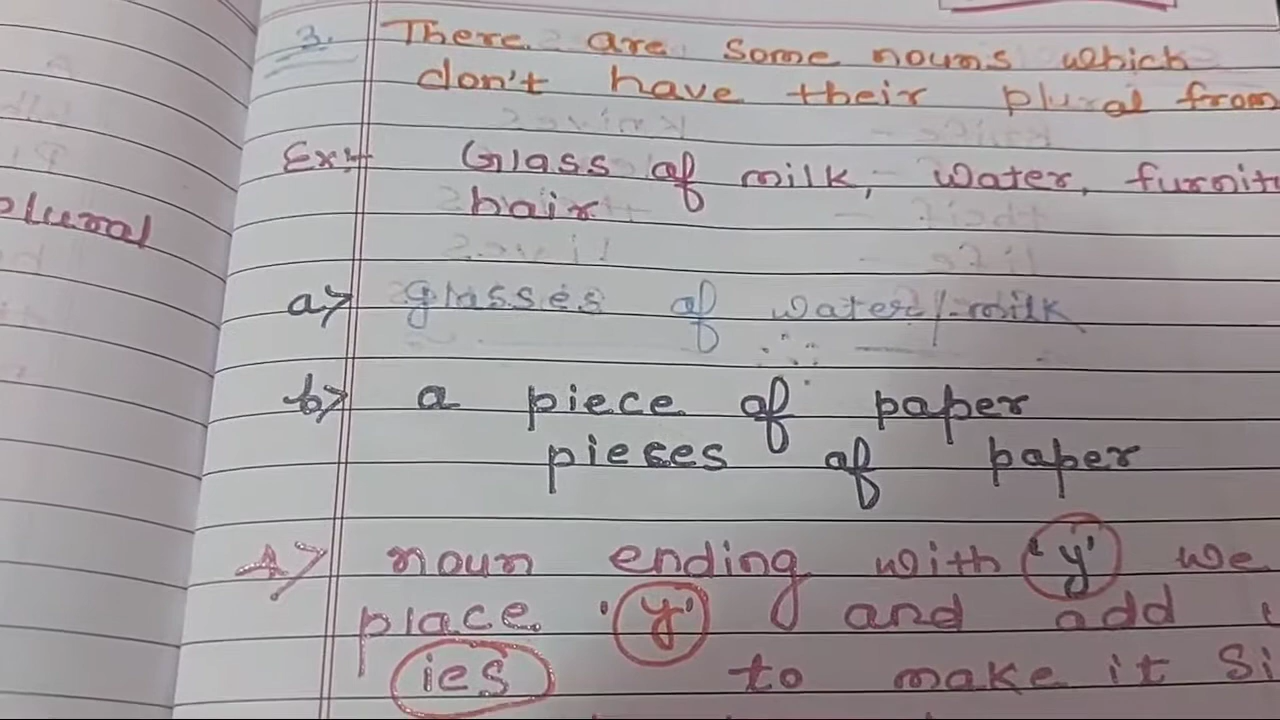 plural
3. There are some nouns which
don't have their plural from
Ex:- Glass of milk, water, furnit
hair
a> glasses of water/milk
b> a piece of paper
pieces of paper
4> noun ending with 'y' we
place 'y' and add
ies to make it Si